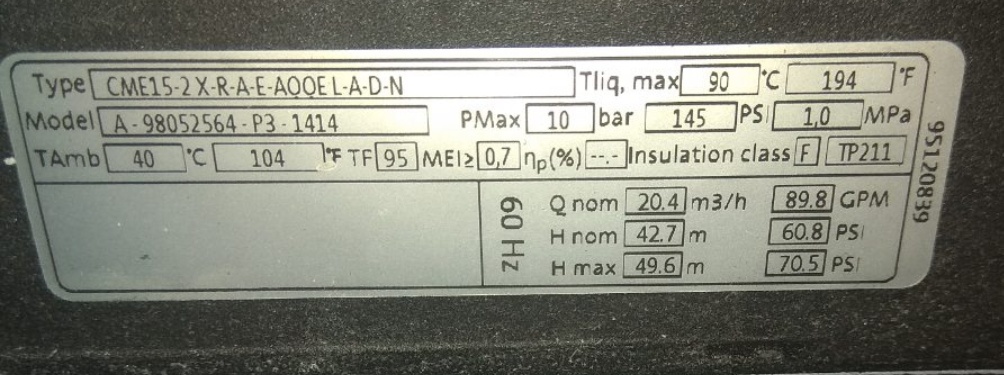 Type CME15-2 X-R-A-E-AQQE L-A-D-N Tliq, max 90 °C 194 °F
Model A - 98052564 - P3 - 1414 PMax 10 bar 145 PSI 1,0 MPa
TAmb 40 °C 104 °F TF 95 MEI≥ 0,7 ηp(%) --.- Insulation class F TP211
60 Hz
Q nom 20.4 m3/h 89.8 GPM
H nom 42.7 m 60.8 PSI
H max 49.6 m 70.5 PSI
95120839